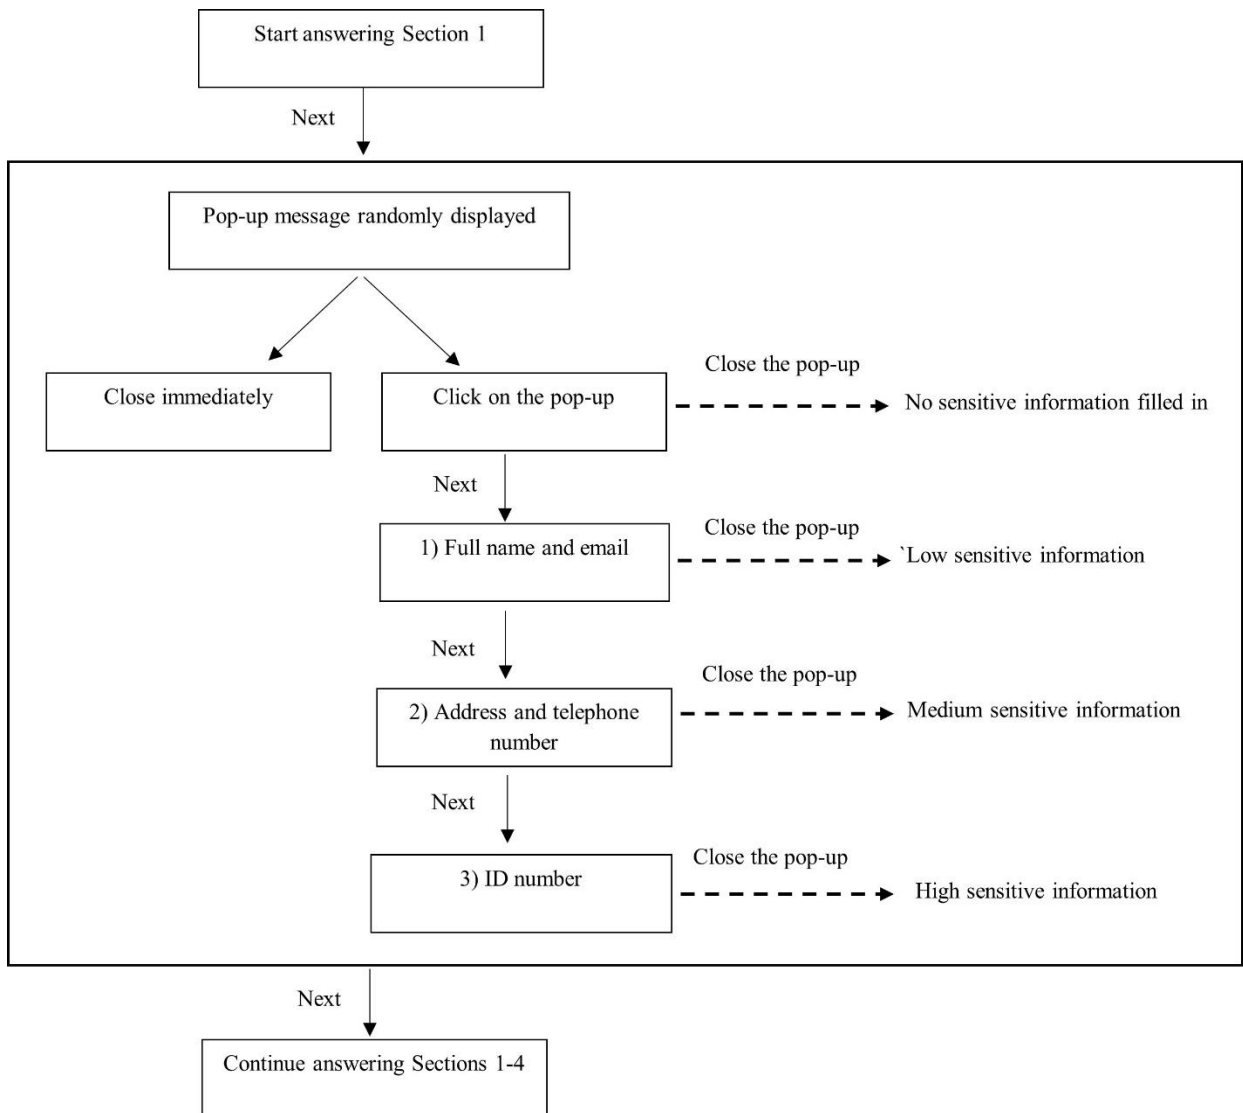 Start answering Section 1
Next
Pop-up message randomly displayed
Close immediately
Click on the pop-up
Close the pop-up
No sensitive information filled in
Next
1) Full name and email
Close the pop-up
`Low sensitive information
Next
2) Address and telephone
number
Close the pop-up
Medium sensitive information
Next
3) ID number
Close the pop-up
High sensitive information
Next
Continue answering Sections 1-4